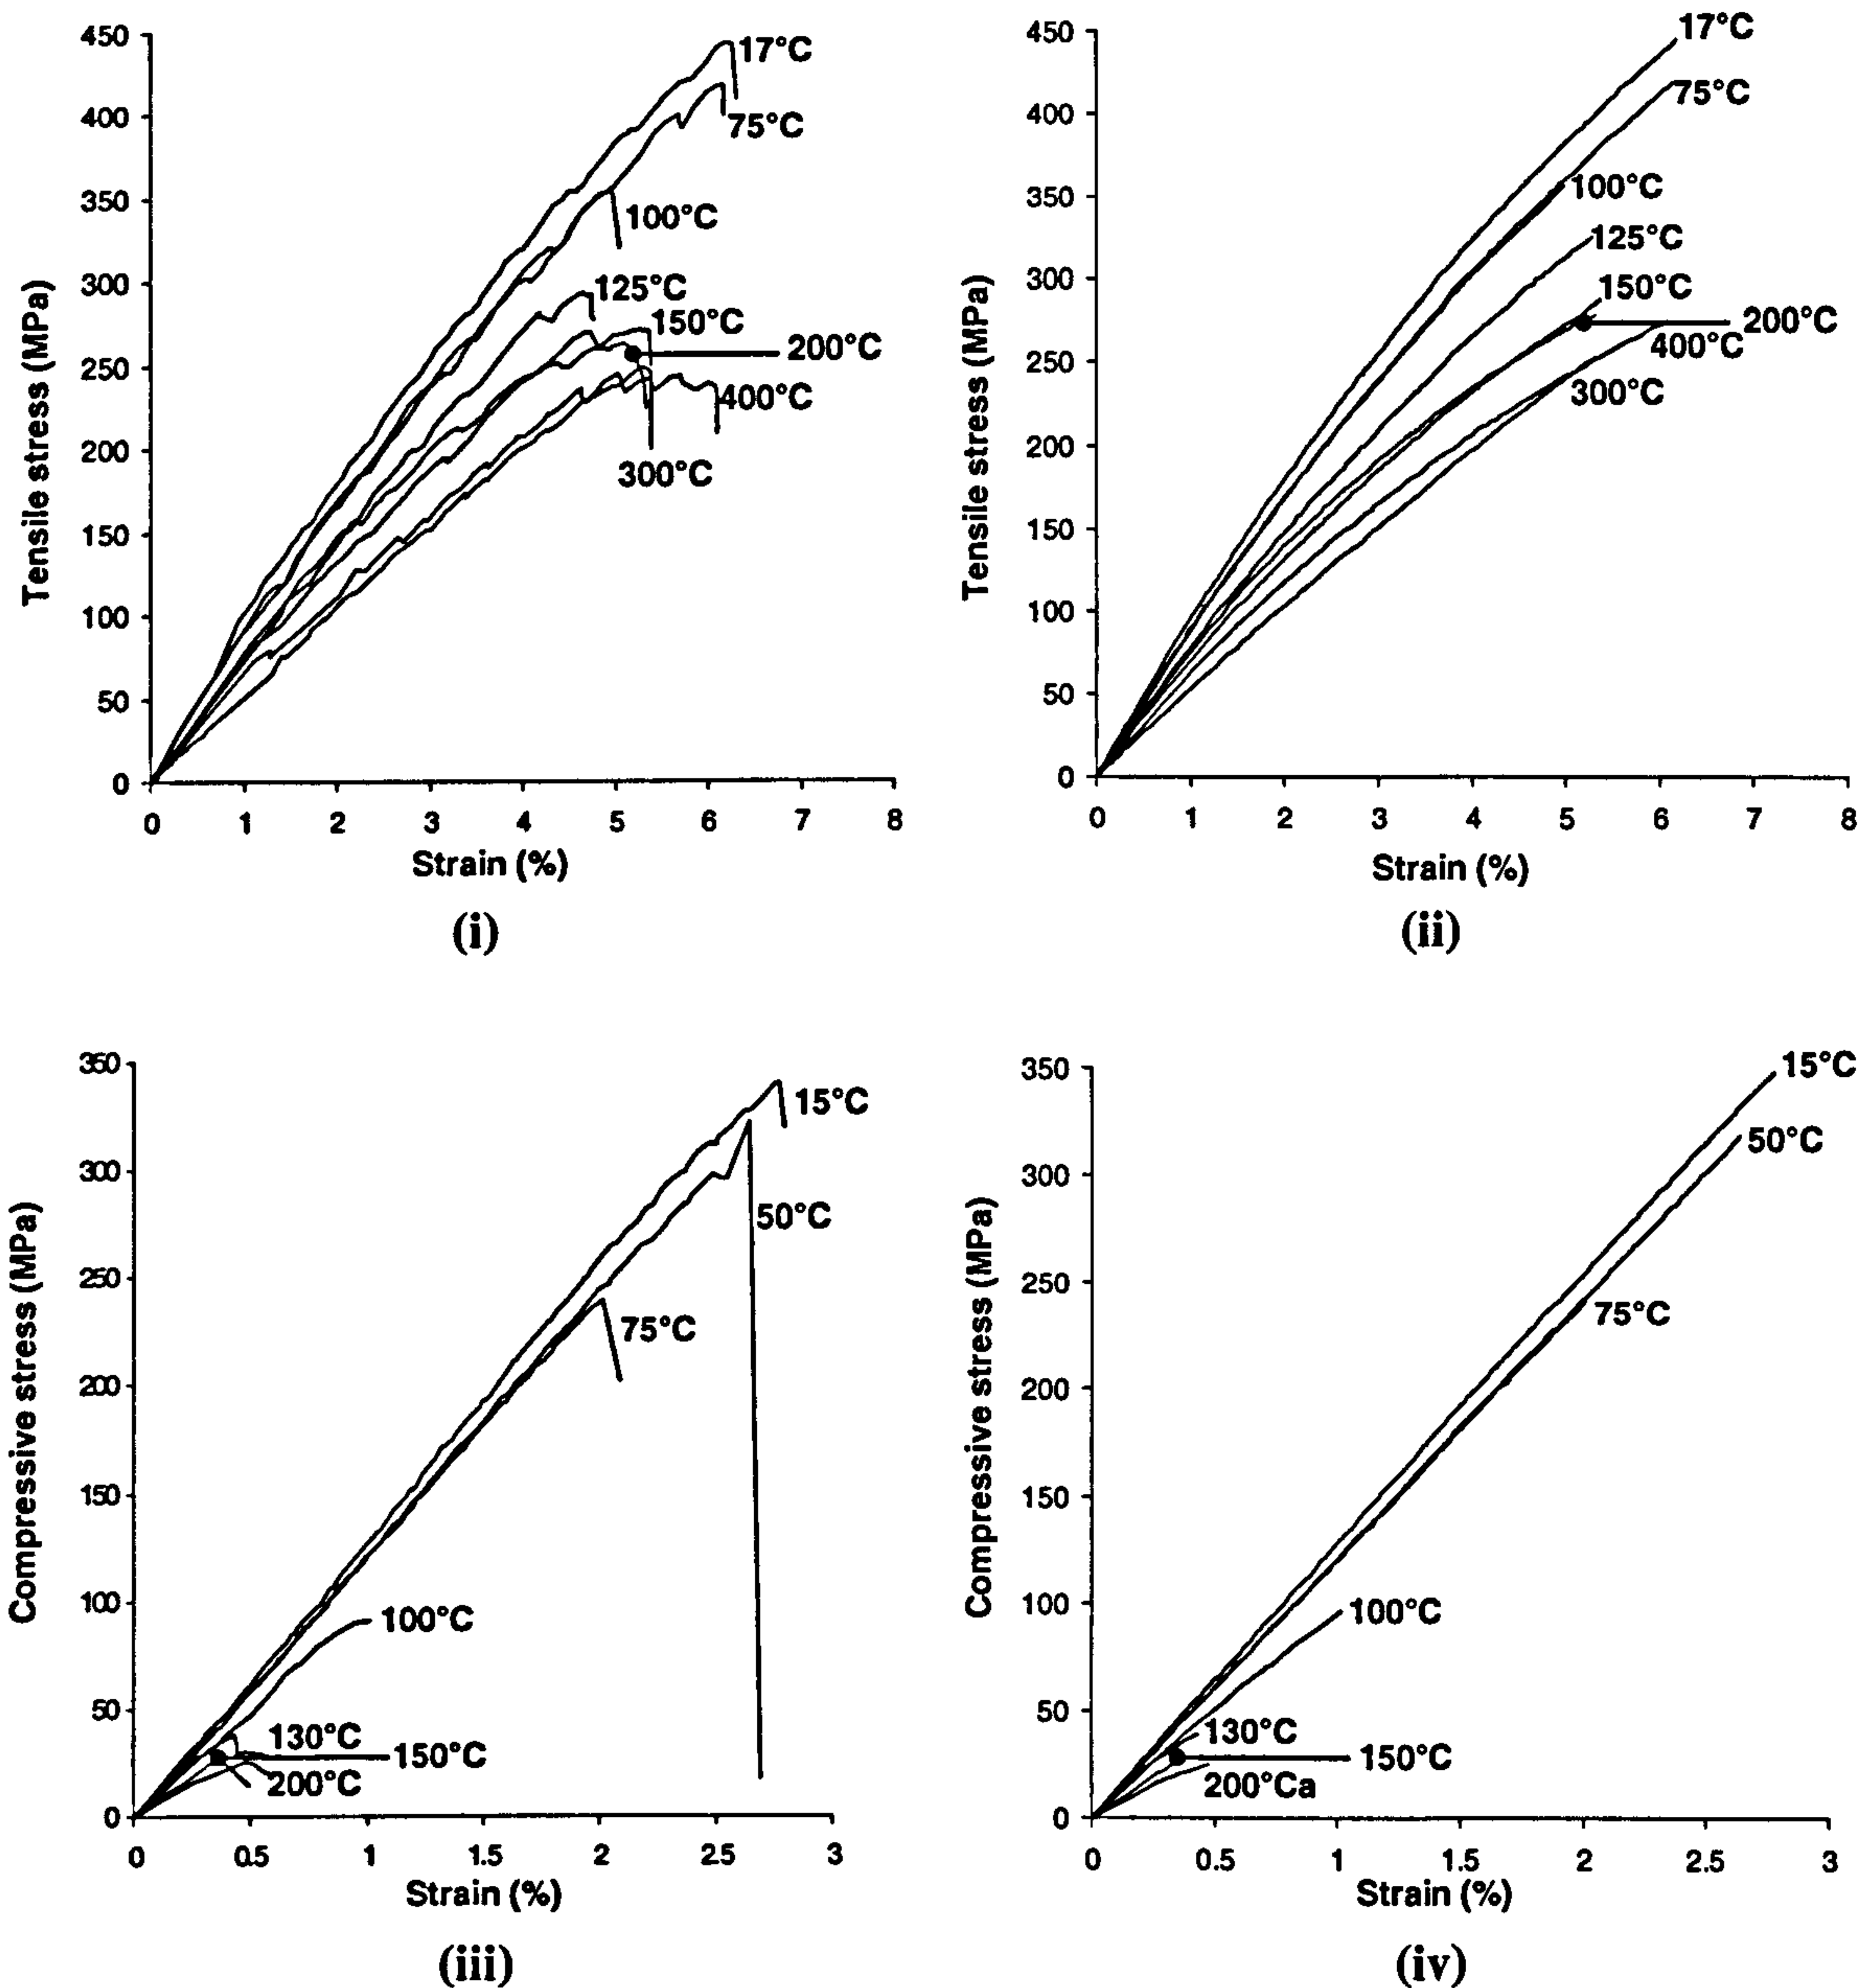 450
400
350
300
250
200
150
100
50
0
Tensile stress (MPa)
17°C
75°C
100°C
125°C
150°C
200°C
400°C
300°C
0 1 2 3 4 5 6 7 8
Strain (%)
(i)
450
400
350
300
250
200
150
100
50
0
Tensile stress (MPa)
17°C
75°C
100°C
125°C
150°C
200°C
400°C
300°C
0 1 2 3 4 5 6 7 8
Strain (%)
(ii)
350
300
250
200
150
100
50
0
Compressive stress (MPa)
15°C
50°C
75°C
100°C
130°C
150°C
200°C
0 0.5 1 1.5 2 2.5 3
Strain (%)
(iii)
350
300
250
200
150
100
50
0
Compressive stress (MPa)
15°C
50°C
75°C
100°C
130°C
150°C
200°Ca
0 0.5 1 1.5 2 2.5 3
Strain (%)
(iv)